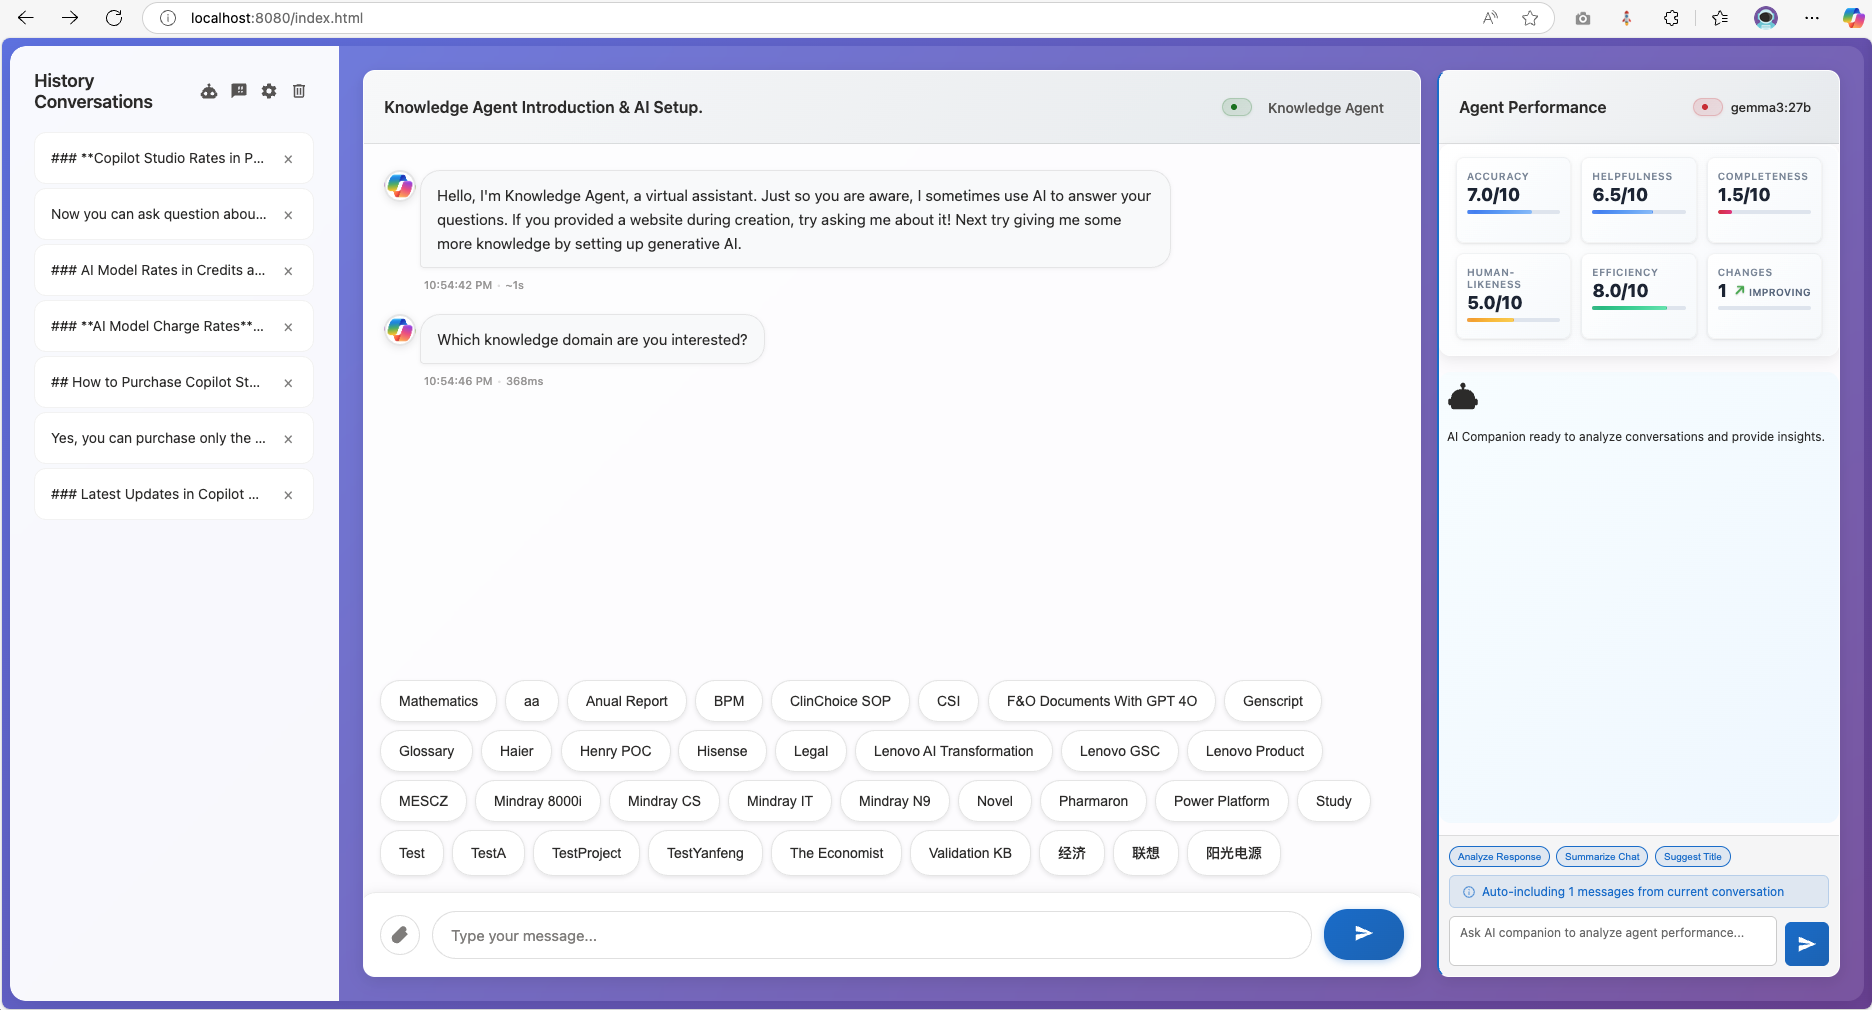 localhost:8080/index.html
History
Conversations
### **Copilot Studio Rates in P...
Now you can ask question abou...
### AI Model Rates in Credits a...
### **AI Model Charge Rates**...
## How to Purchase Copilot St...
Yes, you can purchase only the ...
### Latest Updates in Copilot ...
Knowledge Agent Introduction & AI Setup.
Knowledge Agent
Hello, I'm Knowledge Agent, a virtual assistant. Just so you are aware, I sometimes use AI to answer your
questions. If you provided a website during creation, try asking me about it! Next try giving me some
more knowledge by setting up generative AI.
10:54:42 PM · ~1s
Which knowledge domain are you interested?
10:54:46 PM · 368ms
Mathematics aa Anual Report BPM ClinChoice SOP CSI F&O Documents With GPT 4O Genscript
Glossary Haier Henry POC Hisense Legal Lenovo AI Transformation Lenovo GSC Lenovo Product
MESCZ Mindray 8000i Mindray CS Mindray IT Mindray N9 Novel Pharmaron Power Platform Study
Test TestA TestProject TestYanfeng The Economist Validation KB 经济 联想 阳光电源
Type your message...
Agent Performance
gemma3:27b
ACCURACY
7.0/10
HELPFULNESS
6.5/10
COMPLETENESS
1.5/10
HUMAN-
LIKENESS
5.0/10
EFFICIENCY
8.0/10
CHANGES
1 IMPROVING
AI Companion ready to analyze conversations and provide insights.
Analyze Response Summarize Chat Suggest Title
Auto-including 1 messages from current conversation
Ask AI companion to analyze agent performance...